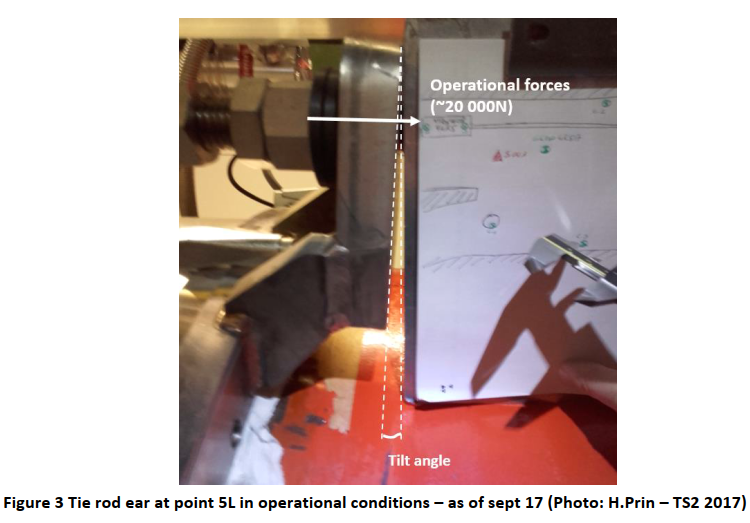 Operational forces
(~20 000N)
Tilt angle
Figure 3 Tie rod ear at point 5L in operational conditions – as of sept 17 (Photo: H.Prin – TS2 2017)